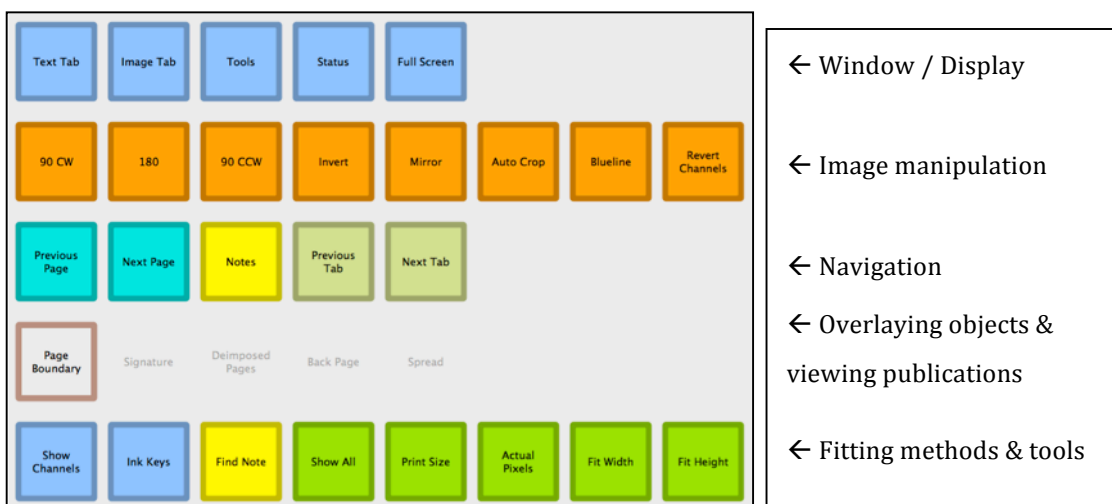 Text Tab Image Tab Tools Status Full Screen
← Window / Display
90 CW 180 90 CCW Invert Mirror Auto Crop Blueline Revert
Channels
← Image manipulation
Previous
Page Next Page Notes Previous
Tab Next Tab
← Navigation
Page
Boundary Signature Deimposed
Pages Back Page Spread
← Overlaying objects &
viewing publications
Show
Channels Ink Keys Find Note Show All Print Size Actual
Pixels Fit Width Fit Height
← Fitting methods & tools